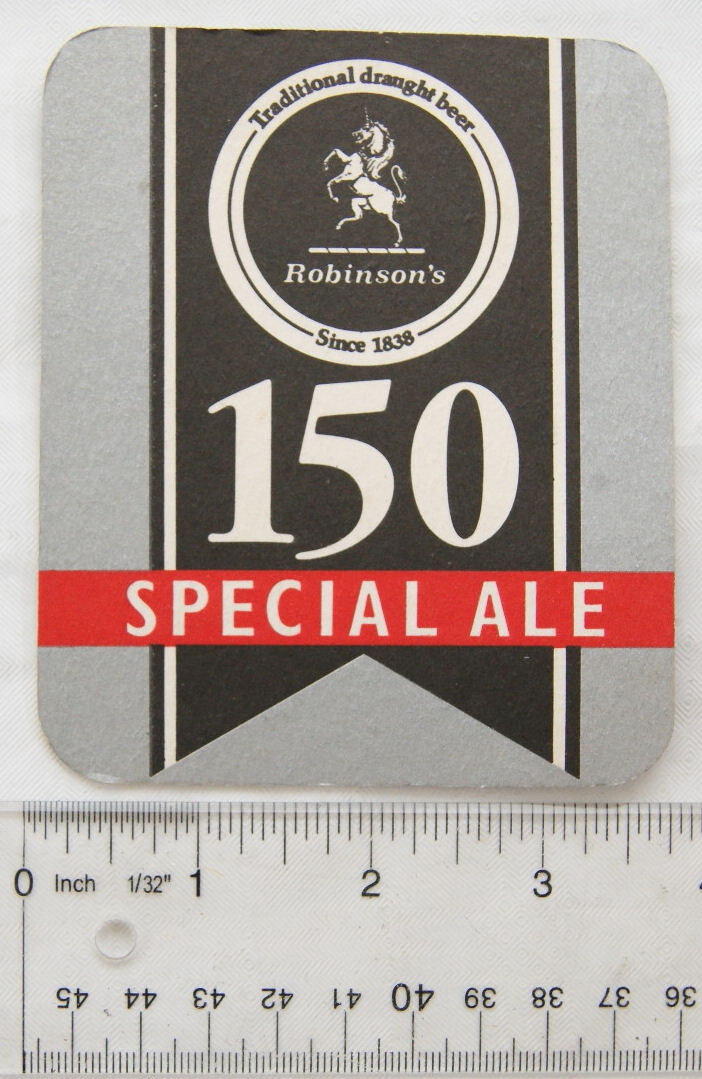 Traditional draught beer
Robinson's
Since 1838
150
SPECIAL ALE
0 Inch 1/32" 1 2 3 4
45 44 43 42 41 40 39 38 37 36